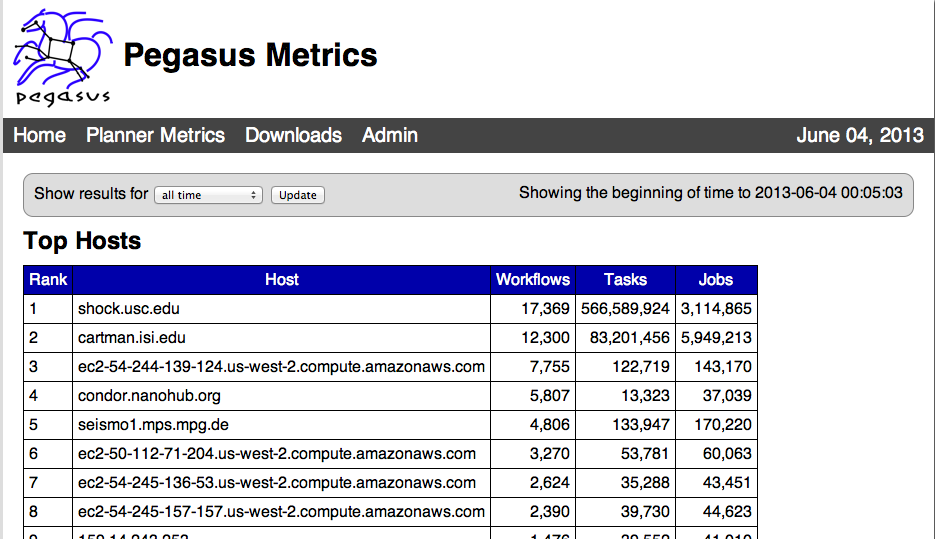 pegasus
Pegasus Metrics
Home Planner Metrics Downloads Admin June 04, 2013
Show results for all time Update Showing the beginning of time to 2013-06-04 00:05:03
Top Hosts
Rank Host Workflows Tasks Jobs
1 shock.usc.edu 17,369 566,589,924 3,114,865
2 cartman.isi.edu 12,300 83,201,456 5,949,213
3 ec2-54-244-139-124.us-west-2.compute.amazonaws.com 7,755 122,719 143,170
4 condor.nanohub.org 5,807 13,323 37,039
5 seismo1.mps.mpg.de 4,806 133,947 170,220
6 ec2-50-112-71-204.us-west-2.compute.amazonaws.com 3,270 53,781 60,063
7 ec2-54-245-136-53.us-west-2.compute.amazonaws.com 2,624 35,288 43,451
8 ec2-54-245-157-157.us-west-2.compute.amazonaws.com 2,390 39,730 44,623